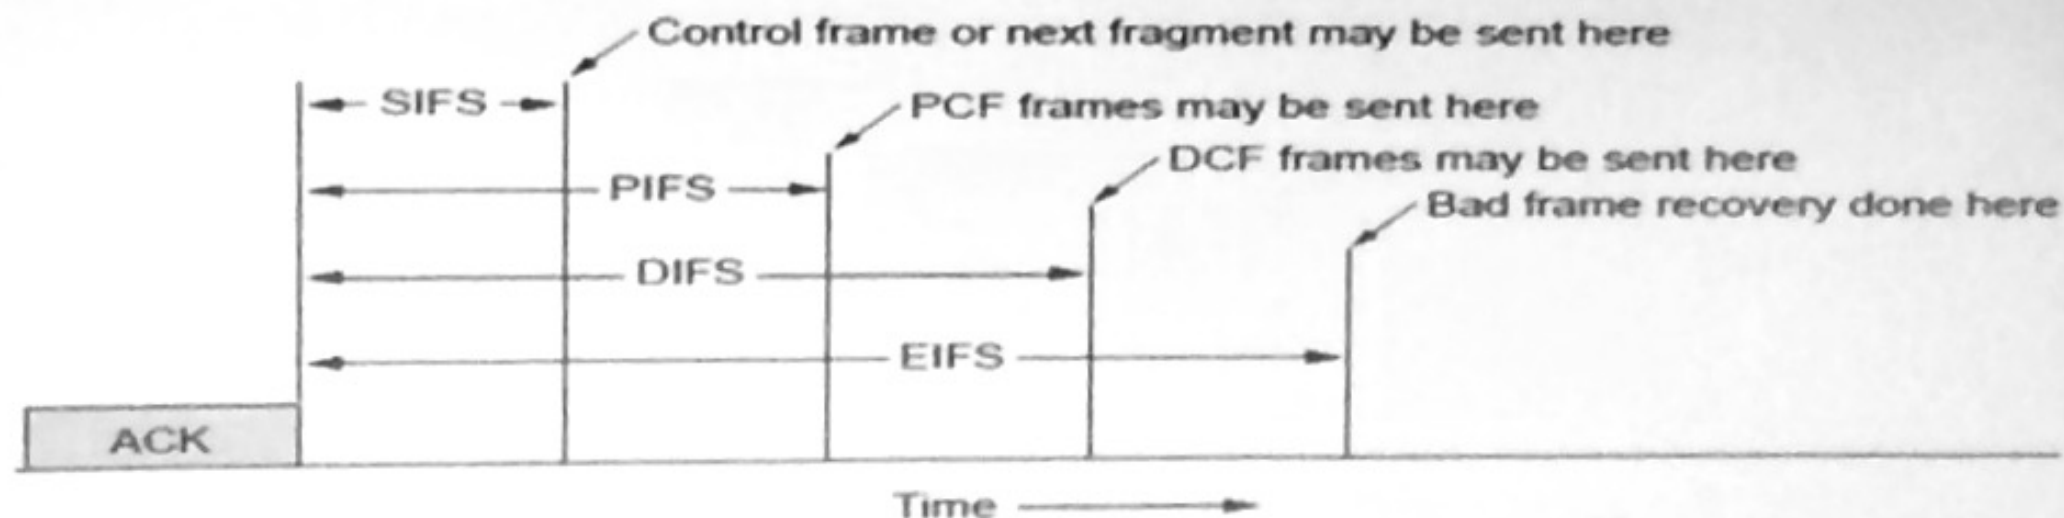 Control frame or next fragment may be sent here
SIFS
PCF frames may be sent here
DCF frames may be sent here
PIFS
Bad frame recovery done here
DIFS
EIFS
ACK
Time